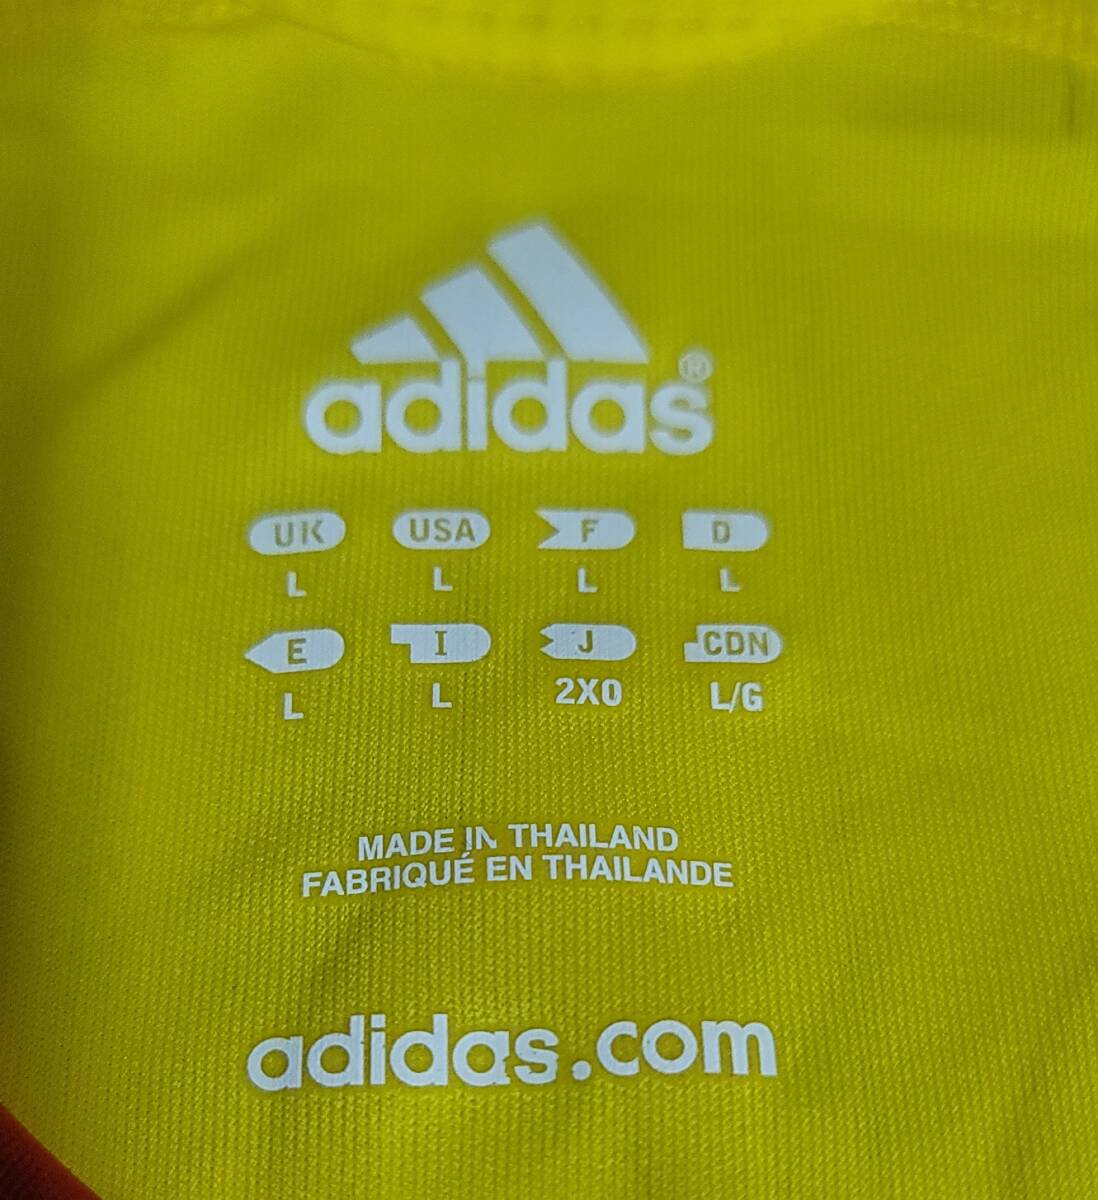 adidas®
UK USA F D
L L L L
E I J CDN
L L 2XO L/G
MADE IN THAILAND
FABRIQUÉ EN THAILANDE
adidas.com